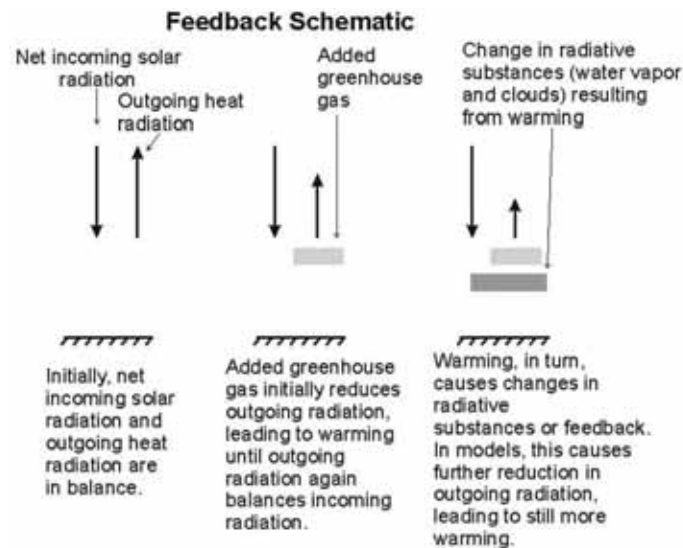 Feedback Schematic
Net incoming solar
radiation
Outgoing heat
radiation
Added
greenhouse
gas
Change in radiative
substances (water vapor
and clouds) resulting
from warming
Initially, net
incoming solar
radiation and
outgoing heat
radiation are
in balance.
Added greenhouse
gas initially reduces
outgoing radiation,
leading to warming
until outgoing
radiation again
balances incoming
radiation.
Warming, in turn,
causes changes in
radiative
substances or feedback.
In models, this causes
further reduction in
outgoing radiation,
leading to still more
warming.